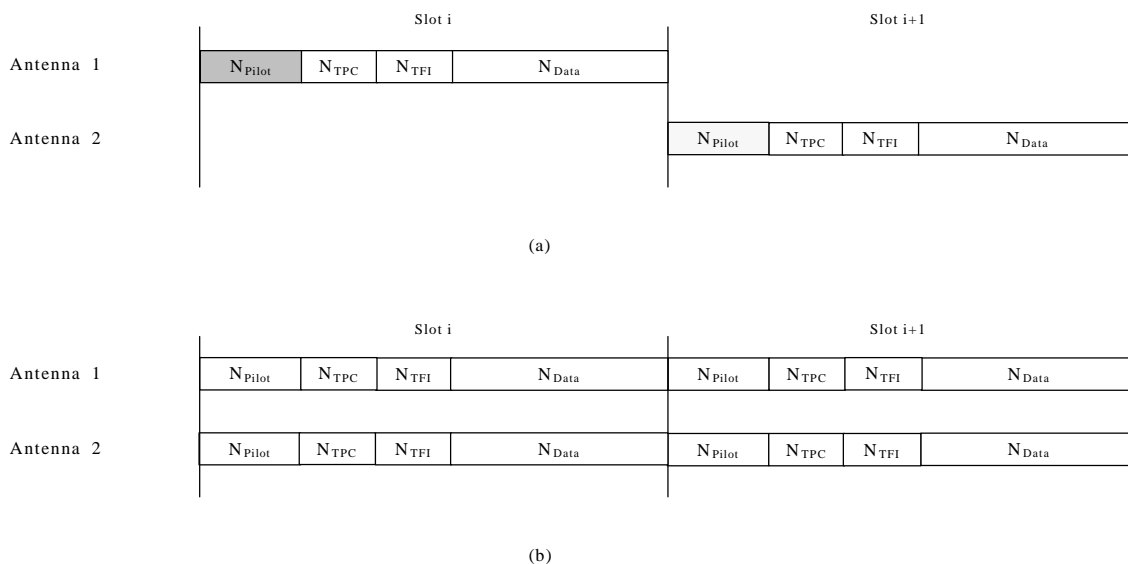 Slot i Slot i+1
Antenna 1 N_Pilot N_TPC N_TFI N_Data
Antenna 2 N_Pilot N_TPC N_TFI N_Data
(a)
Slot i Slot i+1
Antenna 1 N_Pilot N_TPC N_TFI N_Data N_Pilot N_TPC N_TFI N_Data
Antenna 2 N_Pilot N_TPC N_TFI N_Data N_Pilot N_TPC N_TFI N_Data
(b)